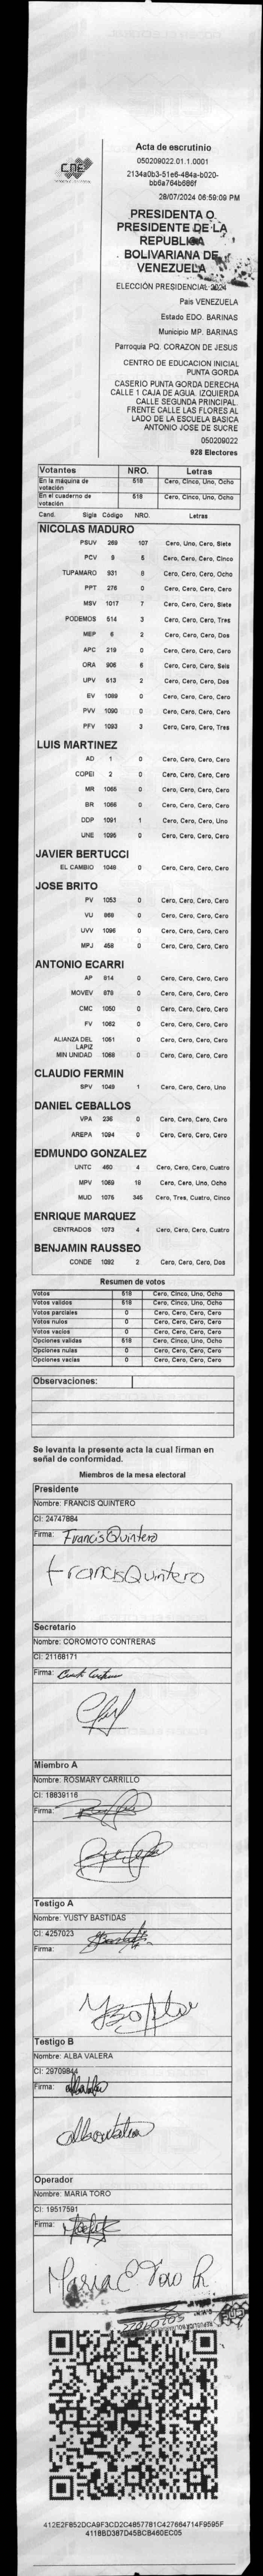 CNE
Acta de escrutinio
050209022.01.1.0001
2134a0b3-51e6-484a-b020-
bb6a764b686f
28/07/2024 06:59:09 PM
PRESIDENTA O
PRESIDENTE DE LA
REPUBLICA
BOLIVARIANA DE
VENEZUELA
ELECCIÓN PRESIDENCIAL 2024
Pais VENEZUELA
Estado EDO. BARINAS
Municipio MP. BARINAS
Parroquia PQ. CORAZON DE JESUS
CENTRO DE EDUCACION INICIAL
PUNTA GORDA
CASERIO PUNTA GORDA DERECHA
CALLE 1 CAJA DE AGUA. IZQUIERDA
CALLE SEGUNDA PRINCIPAL.
FRENTE CALLE LAS FLORES AL
LADO DE LA ESCUELA BASICA
ANTONIO JOSE DE SUCRE
050209022
928 Electores
Votantes NRO. Letras
En la máquina de votación 518 Cero, Cinco, Uno, Ocho
En el cuaderno de votación 518 Cero, Cinco, Uno, Ocho
Cand. Sigla Código NRO. Letras
NICOLAS MADURO
PSUV 269 107 Cero, Uno, Cero, Siete
PCV 9 5 Cero, Cero, Cero, Cinco
TUPAMARO 931 8 Cero, Cero, Cero, Ocho
PPT 276 0 Cero, Cero, Cero, Cero
MSV 1017 7 Cero, Cero, Cero, Siete
PODEMOS 514 3 Cero, Cero, Cero, Tres
MEP 6 2 Cero, Cero, Cero, Dos
APC 219 0 Cero, Cero, Cero, Cero
ORA 906 6 Cero, Cero, Cero, Seis
UPV 613 2 Cero, Cero, Cero, Dos
EV 1089 0 Cero, Cero, Cero, Cero
PVV 1090 0 Cero, Cero, Cero, Cero
PFV 1093 3 Cero, Cero, Cero, Tres
LUIS MARTINEZ
AD 1 0 Cero, Cero, Cero, Cero
COPEI 2 0 Cero, Cero, Cero, Cero
MR 1065 0 Cero, Cero, Cero, Cero
BR 1066 0 Cero, Cero, Cero, Cero
DDP 1091 1 Cero, Cero, Cero, Uno
UNE 1095 0 Cero, Cero, Cero, Cero
JAVIER BERTUCCI
EL CAMBIO 1048 0 Cero, Cero, Cero, Cero
JOSE BRITO
PV 1053 0 Cero, Cero, Cero, Cero
VU 869 0 Cero, Cero, Cero, Cero
UVV 1096 0 Cero, Cero, Cero, Cero
MPJ 458 0 Cero, Cero, Cero, Cero
ANTONIO ECARRI
AP 814 0 Cero, Cero, Cero, Cero
MOVEV 878 0 Cero, Cero, Cero, Cero
CMC 1050 0 Cero, Cero, Cero, Cero
FV 1062 0 Cero, Cero, Cero, Cero
ALIANZA DEL LAPIZ 1051 0 Cero, Cero, Cero, Cero
MIN UNIDAD 1068 0 Cero, Cero, Cero, Cero
CLAUDIO FERMIN
SPV 1049 1 Cero, Cero, Cero, Uno
DANIEL CEBALLOS
VPA 236 0 Cero, Cero, Cero, Cero
AREPA 1094 0 Cero, Cero, Cero, Cero
EDMUNDO GONZALEZ
UNTC 460 4 Cero, Cero, Cero, Cuatro
MPV 1069 18 Cero, Cero, Uno, Ocho
MUD 1076 345 Cero, Tres, Cuatro, Cinco
ENRIQUE MARQUEZ
CENTRADOS 1073 4 Cero, Cero, Cero, Cuatro
BENJAMIN RAUSSEO
CONDE 1092 2 Cero, Cero, Cero, Dos
Resumen de votos
Votos 518 Cero, Cinco, Uno, Ocho
Votos validos 518 Cero, Cinco, Uno, Ocho
Votos parciales 0 Cero, Cero, Cero, Cero
Votos nulos 0 Cero, Cero, Cero, Cero
Votos vacíos 0 Cero, Cero, Cero, Cero
Opciones validas 518 Cero, Cinco, Uno, Ocho
Opciones nulas 0 Cero, Cero, Cero, Cero
Opciones vacias 0 Cero, Cero, Cero, Cero
Observaciones:
Se levanta la presente acta la cual firman en
señal de conformidad.
Miembros de la mesa electoral
Presidente
Nombre: FRANCIS QUINTERO
CI: 24747884
Firma: Francis Quintero
Francis Quintero
Secretario
Nombre: COROMOTO CONTRERAS
CI: 21168171
Firma:
Miembro A
Nombre: ROSMARY CARRILLO
CI: 18839116
Firma:
Testigo A
Nombre: YUSTY BASTIDAS
CI: 4257023
Firma:
Testigo B
Nombre: ALBA VALERA
CI: 29709844
Firma:
Operador
Nombre: MARIA TORO
CI: 19517591
Firma:
Maria C Toro R.
412E2F852DCA9F3CD2C4857781C427664714F9595F
4118BD387D45BCB460EC05